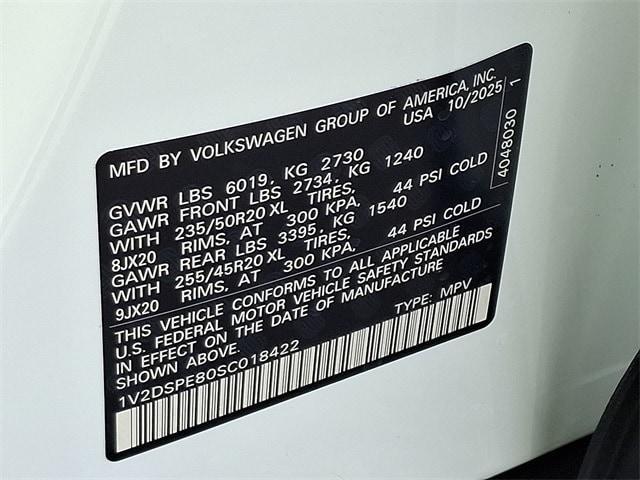 MFD BY VOLKSWAGEN GROUP OF AMERICA, INC.
USA 10/2025
GVWR LBS 6019, KG 2730
GAWR FRONT LBS 2734, KG 1240
WITH 235/50R20 XL TIRES,
8JX20 RIMS, AT 300 KPA, 44 PSI COLD
GAWR REAR LBS 3395, KG 1540
WITH 255/45R20 XL TIRES,
9JX20 RIMS, AT 300 KPA, 44 PSI COLD
THIS VEHICLE CONFORMS TO ALL APPLICABLE
U.S. FEDERAL MOTOR VEHICLE SAFETY STANDARDS
IN EFFECT ON THE DATE OF MANUFACTURE
SHOWN ABOVE. TYPE: MPV
1V2DSPE80SC018422
4048030 1